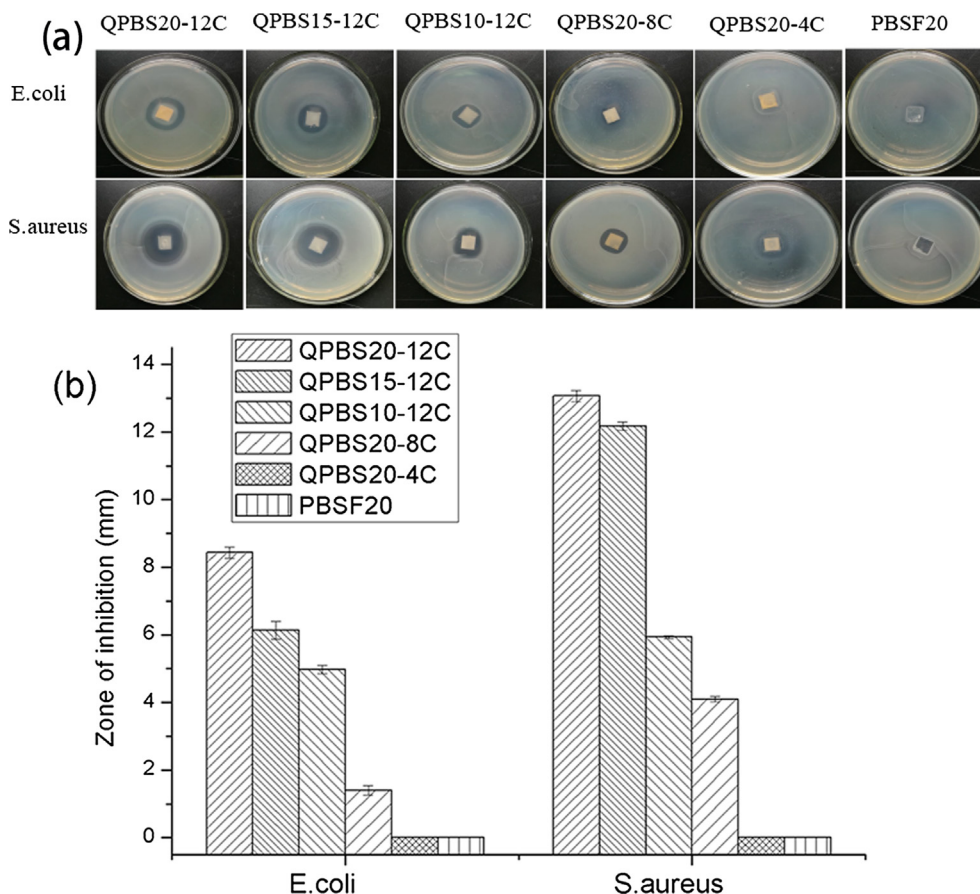 (a)
QPBS20-12C QPBS15-12C QPBS10-12C QPBS20-8C QPBS20-4C PBSF20
E.coli
S.aureus
(b)
QPBS20-12C
QPBS15-12C
QPBS10-12C
QPBS20-8C
QPBS20-4C
PBSF20
Zone of inhibition (mm)
14
12
10
8
6
4
2
0
E.coli S.aureus